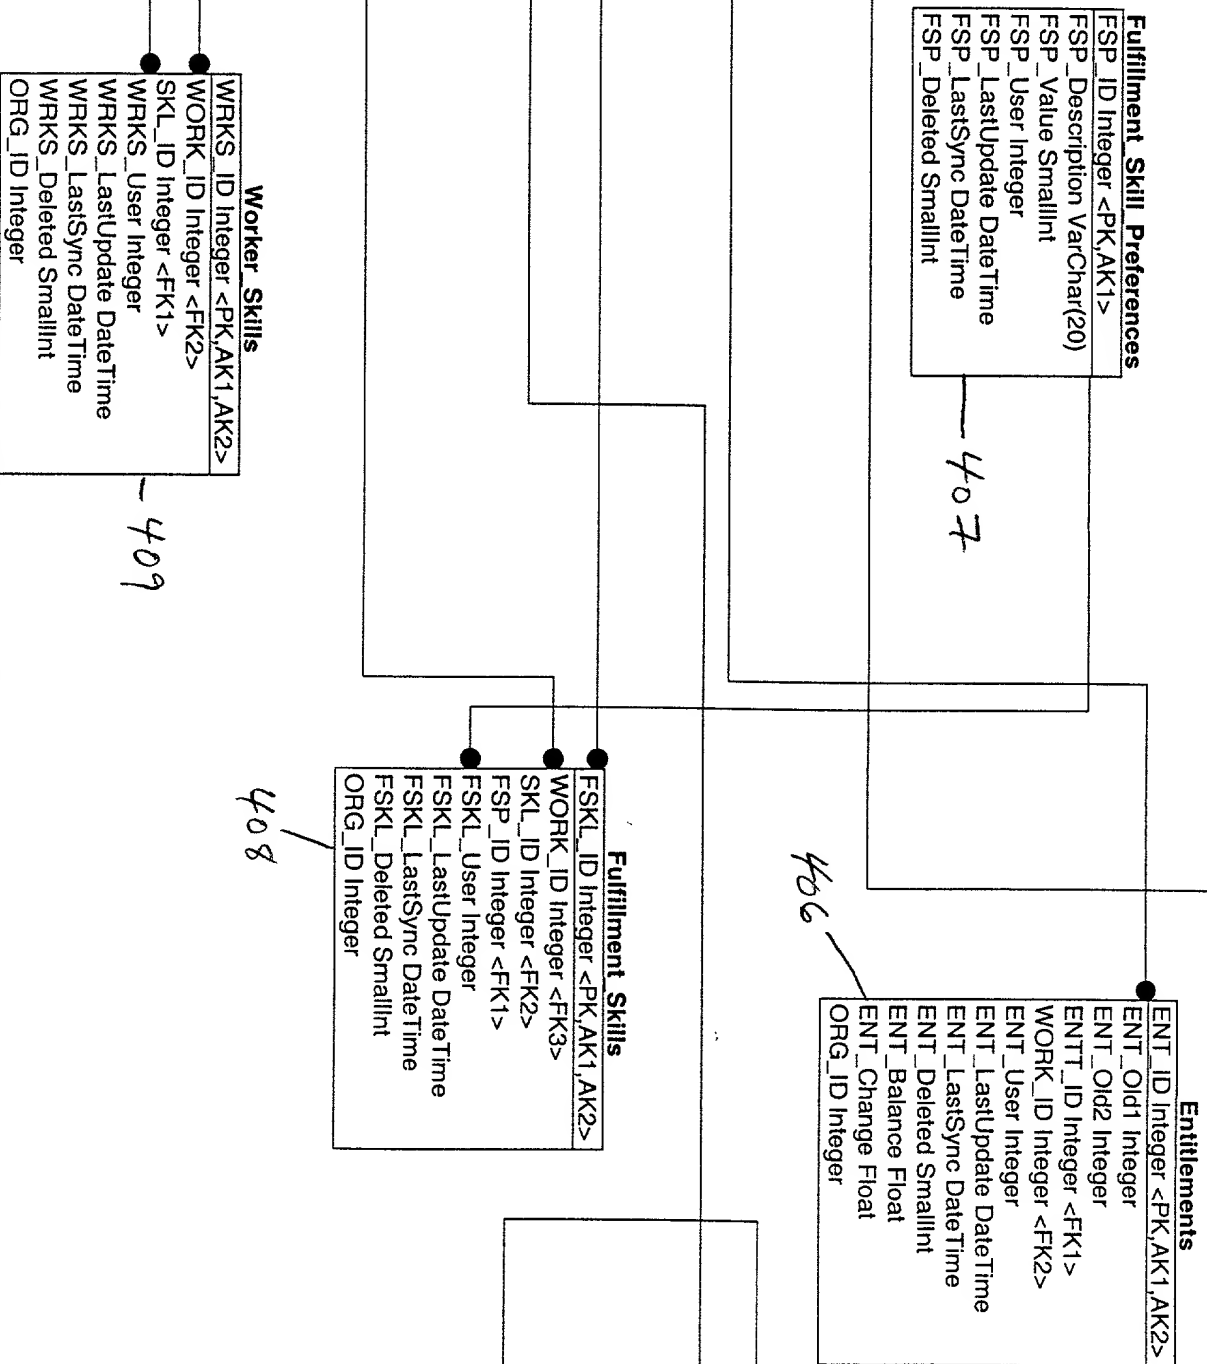 Fulfillment_Skill_Preferences
FSP_ID Integer <PK,AK1>
FSP_Description VarChar(20)
FSP_Value SmallInt
FSP_User Integer
FSP_LastUpdate DateTime
FSP_LastSync DateTime
FSP_Deleted SmallInt
407
Entitlements
ENT_ID Integer <PK,AK1,AK2>
ENT_Old1 Integer
ENT_Old2 Integer
ENTT_ID Integer <FK1>
WORK_ID Integer <FK2>
ENT_User Integer
ENT_LastUpdate DateTime
ENT_LastSync DateTime
ENT_Deleted SmallInt
ENT_Balance Float
ENT_Change Float
ORG_ID Integer
406
Fulfillment_Skills
FSKL_ID Integer <PK,AK1,AK2>
WORK_ID Integer <FK3>
SKL_ID Integer <FK2>
FSP_ID Integer <FK1>
FSKL_User Integer
FSKL_LastUpdate DateTime
FSKL_LastSync DateTime
FSKL_Deleted SmallInt
ORG_ID Integer
408
Worker_Skills
WRKS_ID Integer <PK,AK1,AK2>
WORK_ID Integer <FK2>
SKL_ID Integer <FK1>
WRKS_User Integer
WRKS_LastUpdate DateTime
WRKS_LastSync DateTime
WRKS_Deleted SmallInt
ORG_ID Integer
409